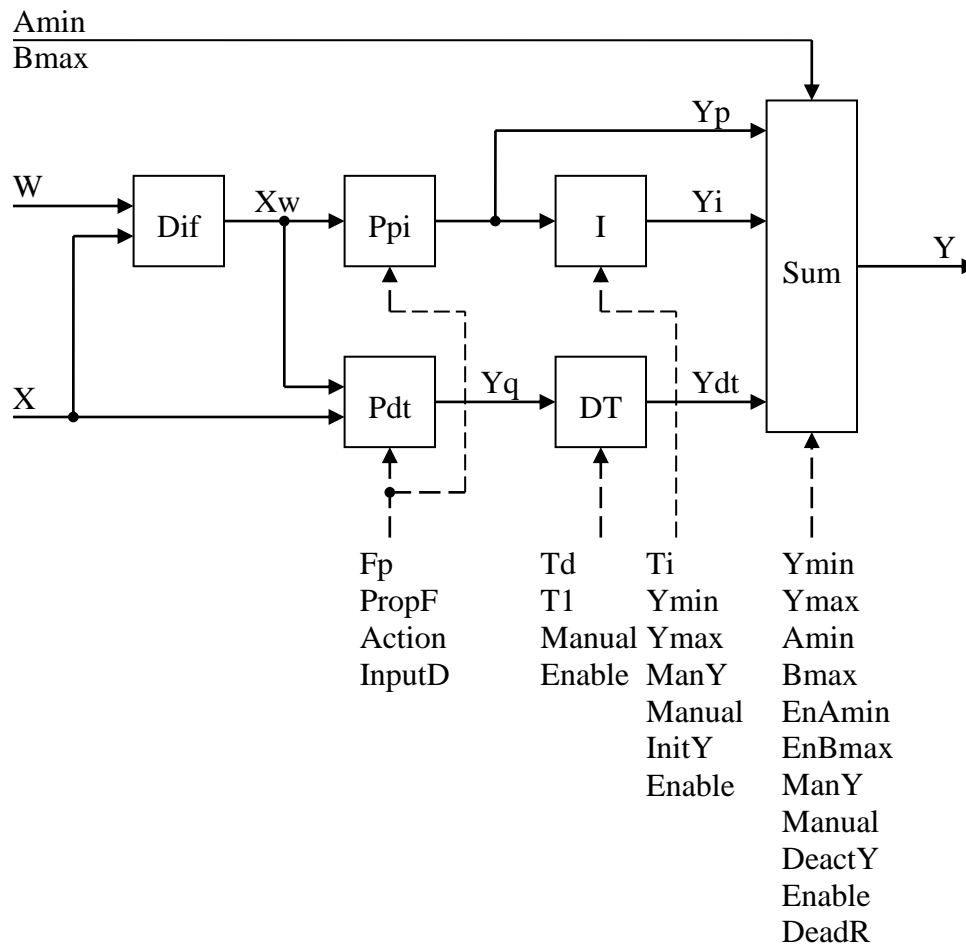 Amin
Bmax
Yp
W
Dif
Xw
Ppi
I
Yi
Sum
Y
X
Pdt
Yq
DT
Ydt
Fp
PropF
Action
InputD
Td
T1
Manual
Enable
Ti
Ymin
Ymax
ManY
Manual
InitY
Enable
Ymin
Ymax
Amin
Bmax
EnAmin
EnBmax
ManY
Manual
DeactY
Enable
DeadR